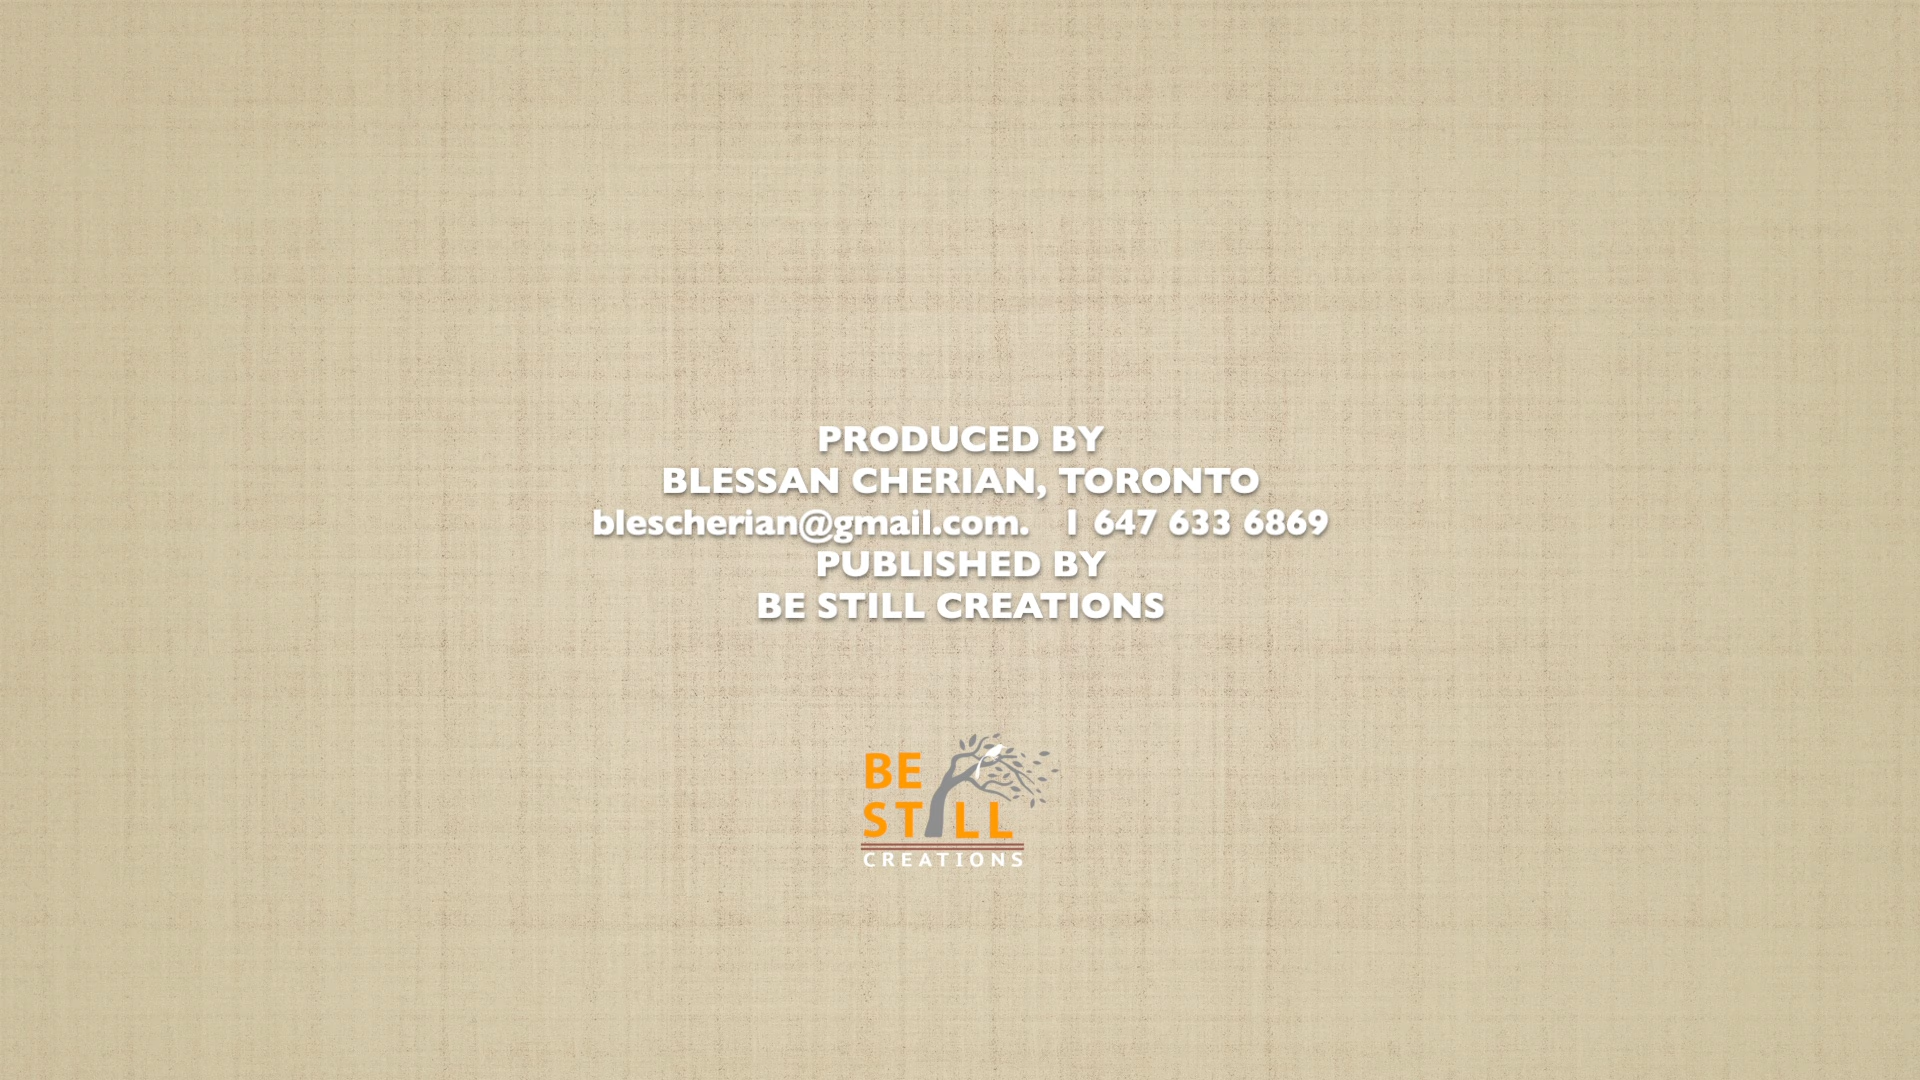 PRODUCED BY
BLESSAN CHERIAN, TORONTO
blescherian@gmail.com. 1 647 633 6869
PUBLISHED BY
BE STILL CREATIONS
BE
STILL
CREATIONS